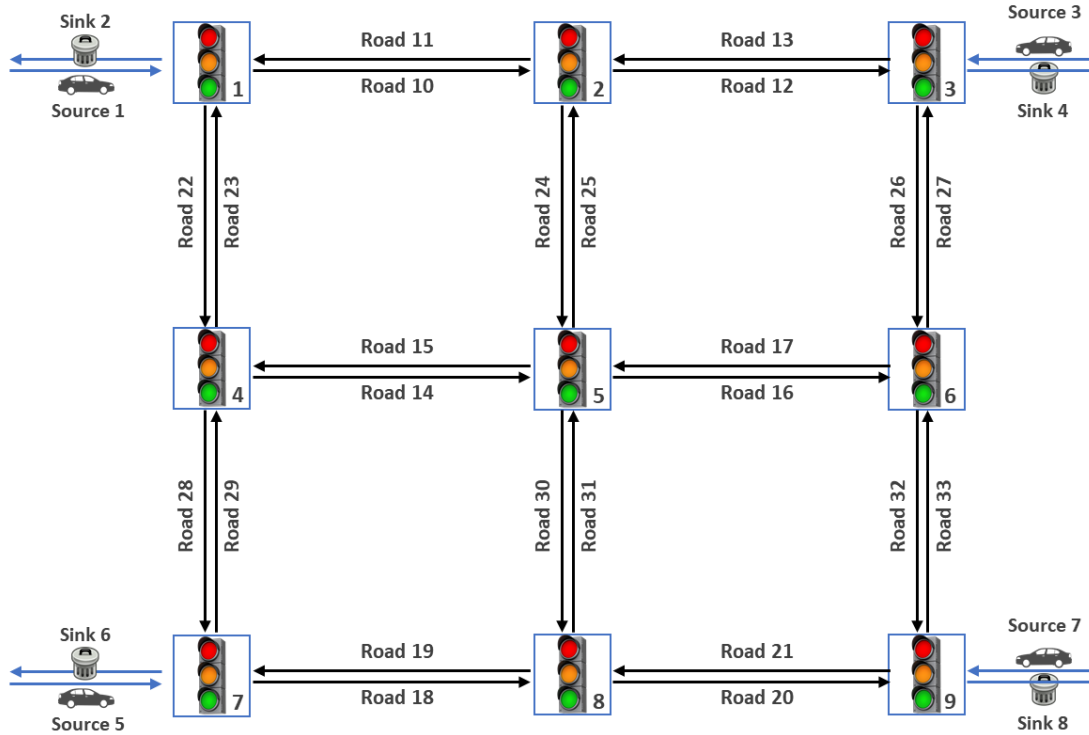 Sink 2
Source 1
1
Road 11
Road 10
2
Road 13
Road 12
3
Source 3
Sink 4
Road 22
Road 23
Road 24
Road 25
Road 26
Road 27
4
Road 15
Road 14
5
Road 17
Road 16
6
Road 28
Road 29
Road 30
Road 31
Road 32
Road 33
Sink 6
Source 5
7
Road 19
Road 18
8
Road 21
Road 20
9
Source 7
Sink 8